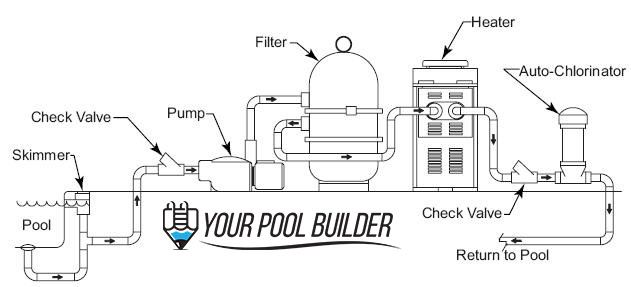 Heater
Filter
Auto-Chlorinator
Check Valve
Pump
Skimmer
Pool
Check Valve
YOUR POOL BUILDER
Return to Pool